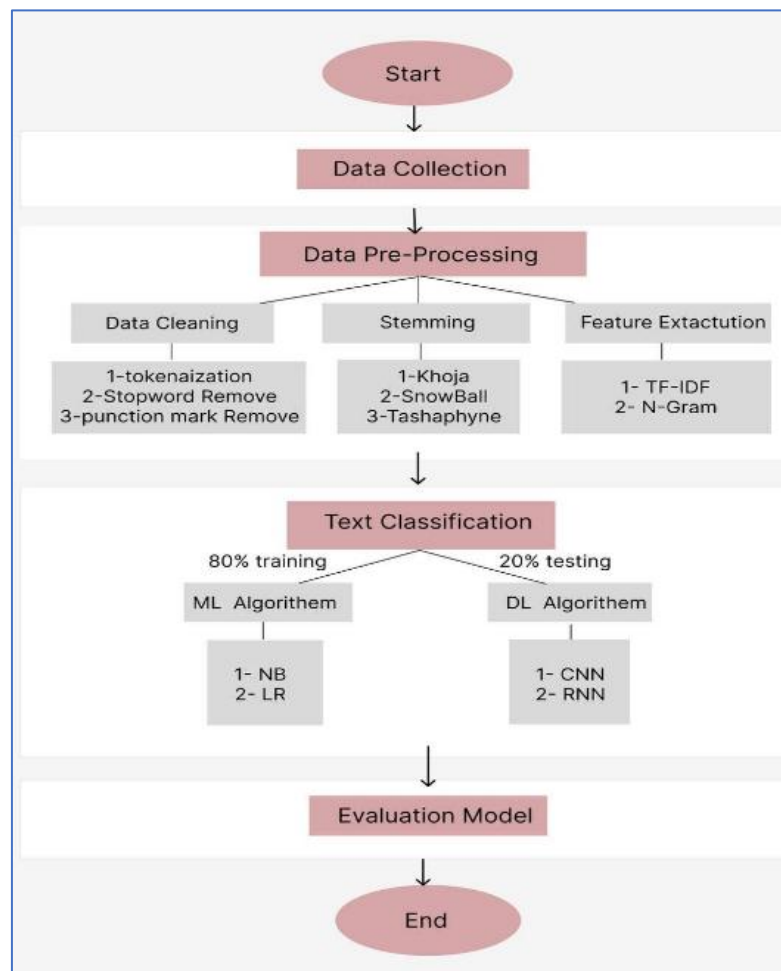 Start
Data Collection
Data Pre-Processing
Data Cleaning
Stemming
Feature Extactution
1-tokenaization
2-Stopword Remove
3-punction mark Remove
1-Khoja
2-SnowBall
3-Tashaphyne
1- TF-IDF
2- N-Gram
Text Classification
80% training
20% testing
ML Algorithem
DL Algorithem
1- NB
2- LR
1- CNN
2- RNN
Evaluation Model
End